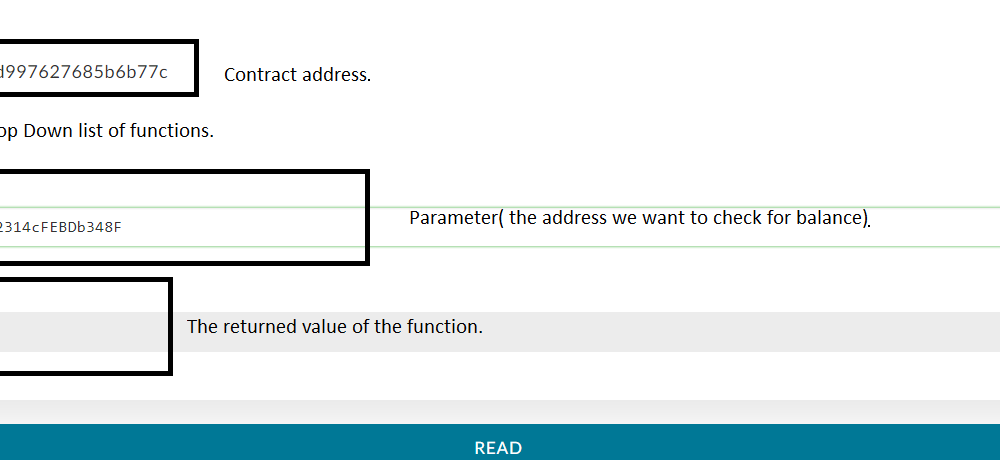 d997627685b6b77c Contract address.
op Down list of functions.
2314cFEBDb348F Parameter( the address we want to check for balance).
The returned value of the function.
READ